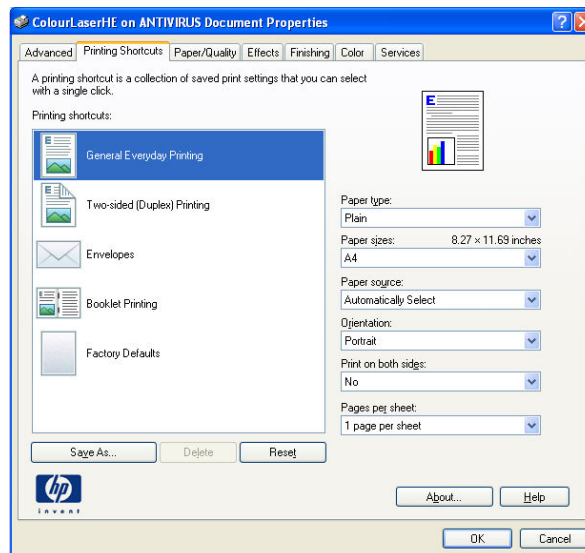 ColourLaserHE on ANTIVIRUS Document Properties
Advanced Printing Shortcuts Paper/Quality Effects Finishing Color Services
A printing shortcut is a collection of saved print settings that you can select
with a single click.
Printing shortcuts:
General Everyday Printing
Two-sided (Duplex) Printing
Envelopes
Booklet Printing
Factory Defaults
Save As...
Delete
Reset
E
Paper type:
Plain
Paper sizes: 8.27 × 11.69 inches
A4
Paper source:
Automatically Select
Orientation:
Portrait
Print on both sides:
No
Pages per sheet:
1 page per sheet
hp
invent
About...
Help
OK
Cancel